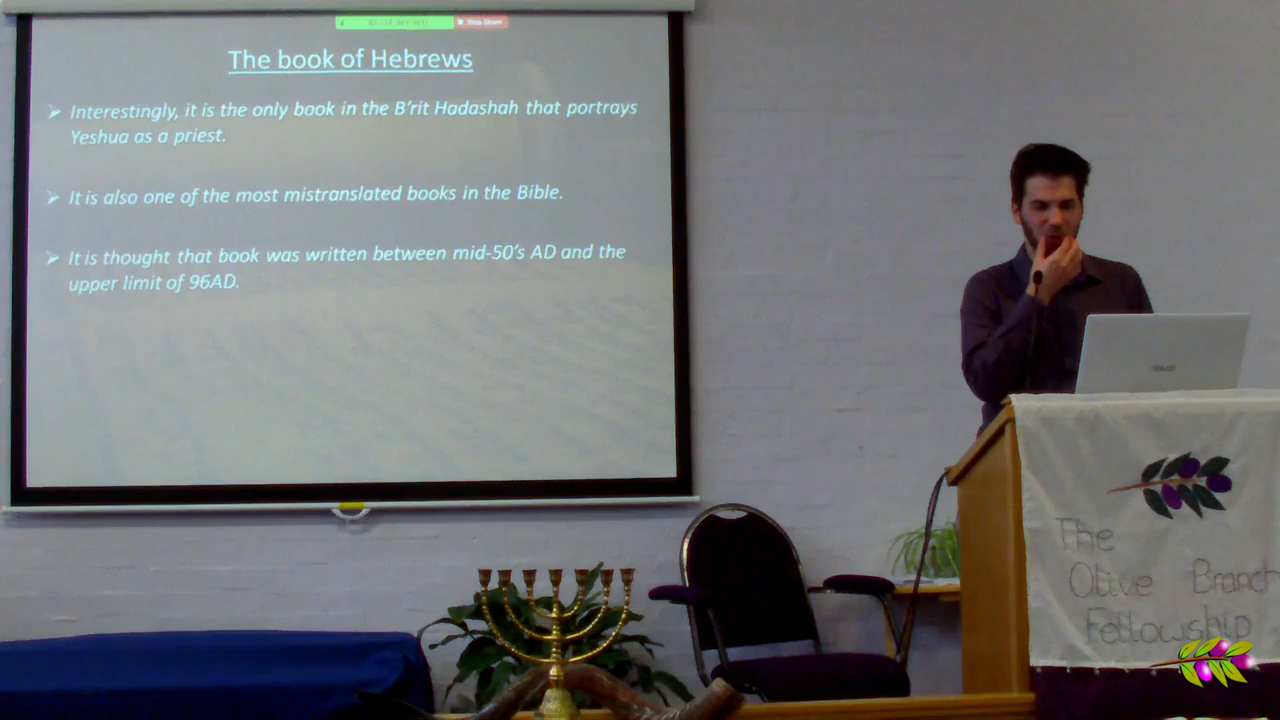 Stop Share
The book of Hebrews
➢ Interestingly, it is the only book in the B'rit Hadashah that portrays
Yeshua as a priest.
➢ It is also one of the most mistranslated books in the Bible.
➢ It is thought that book was written between mid-50's AD and the
upper limit of 96AD.
ASUS
The
Olive Branch
Fellowship